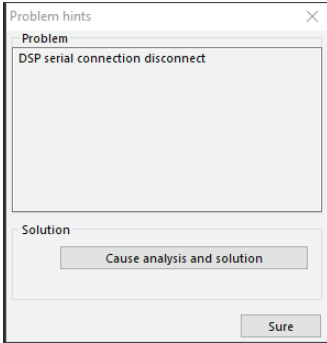 Problem hints
Problem
DSP serial connection disconnect
Solution
Cause analysis and solution
Sure